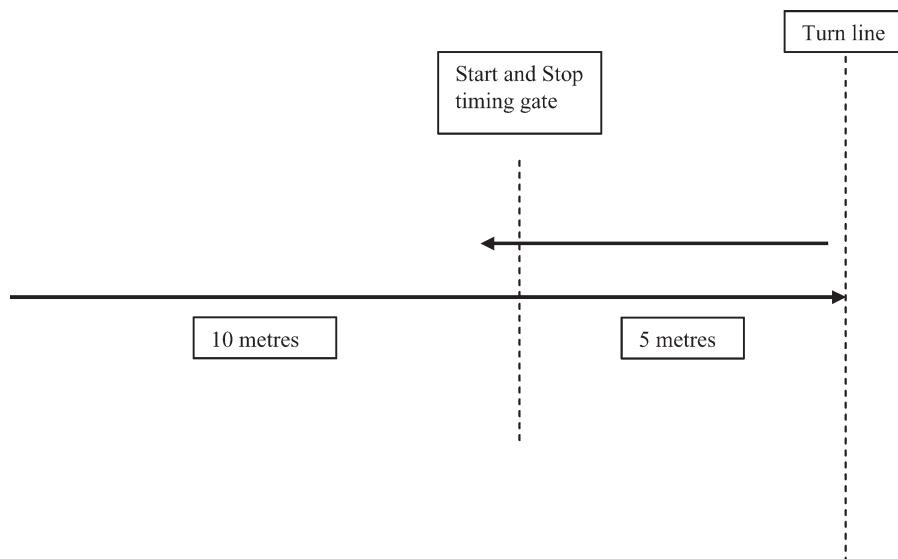 Turn line
Start and Stop
timing gate
10 metres
5 metres